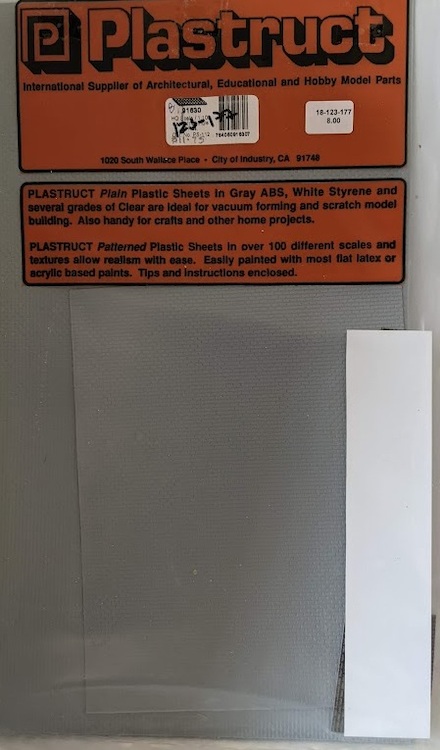 P Plastruct
International Supplier of Architectural, Educational and Hobby Model Parts
91630
18-123-177
8.00
123-177
1020 South Wallace Place • City of Industry, CA 91748
PLASTRUCT Plain Plastic Sheets in Gray ABS, White Styrene and
several grades of Clear are ideal for vacuum forming and scratch model
building. Also handy for crafts and other home projects.
PLASTRUCT Patterned Plastic Sheets in over 100 different scales and
textures allow realism with ease. Easily painted with most flat latex or
acrylic based paints. Tips and instructions enclosed.